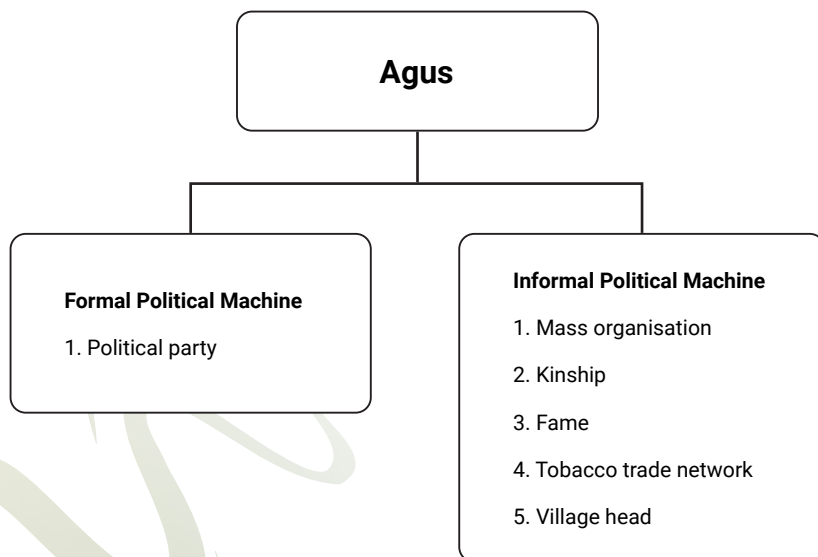 Agus
Formal Political Machine
1. Political party
Informal Political Machine
1. Mass organisation
2. Kinship
3. Fame
4. Tobacco trade network
5. Village head